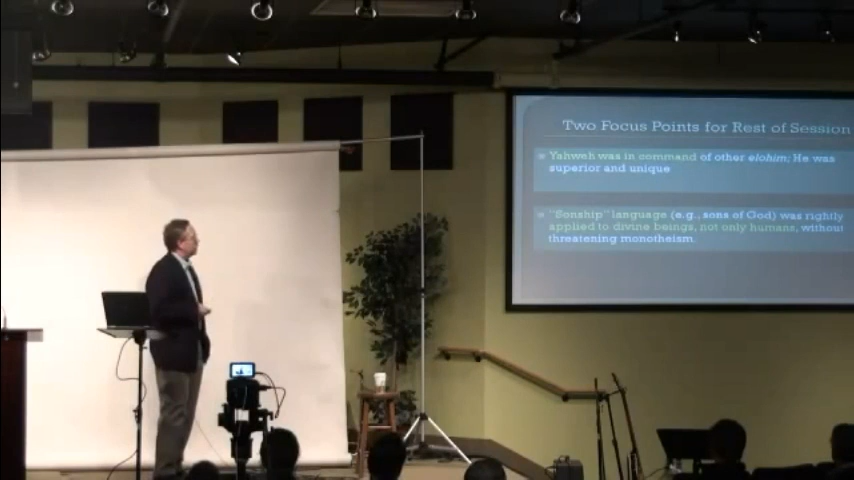 Two Focus Points for Rest of Session
Yahweh was in command of other elohim; He was
superior and unique
"Sonship" language (e.g., sons of God) was rightly
applied to divine beings, not only humans, without
threatening monotheism.